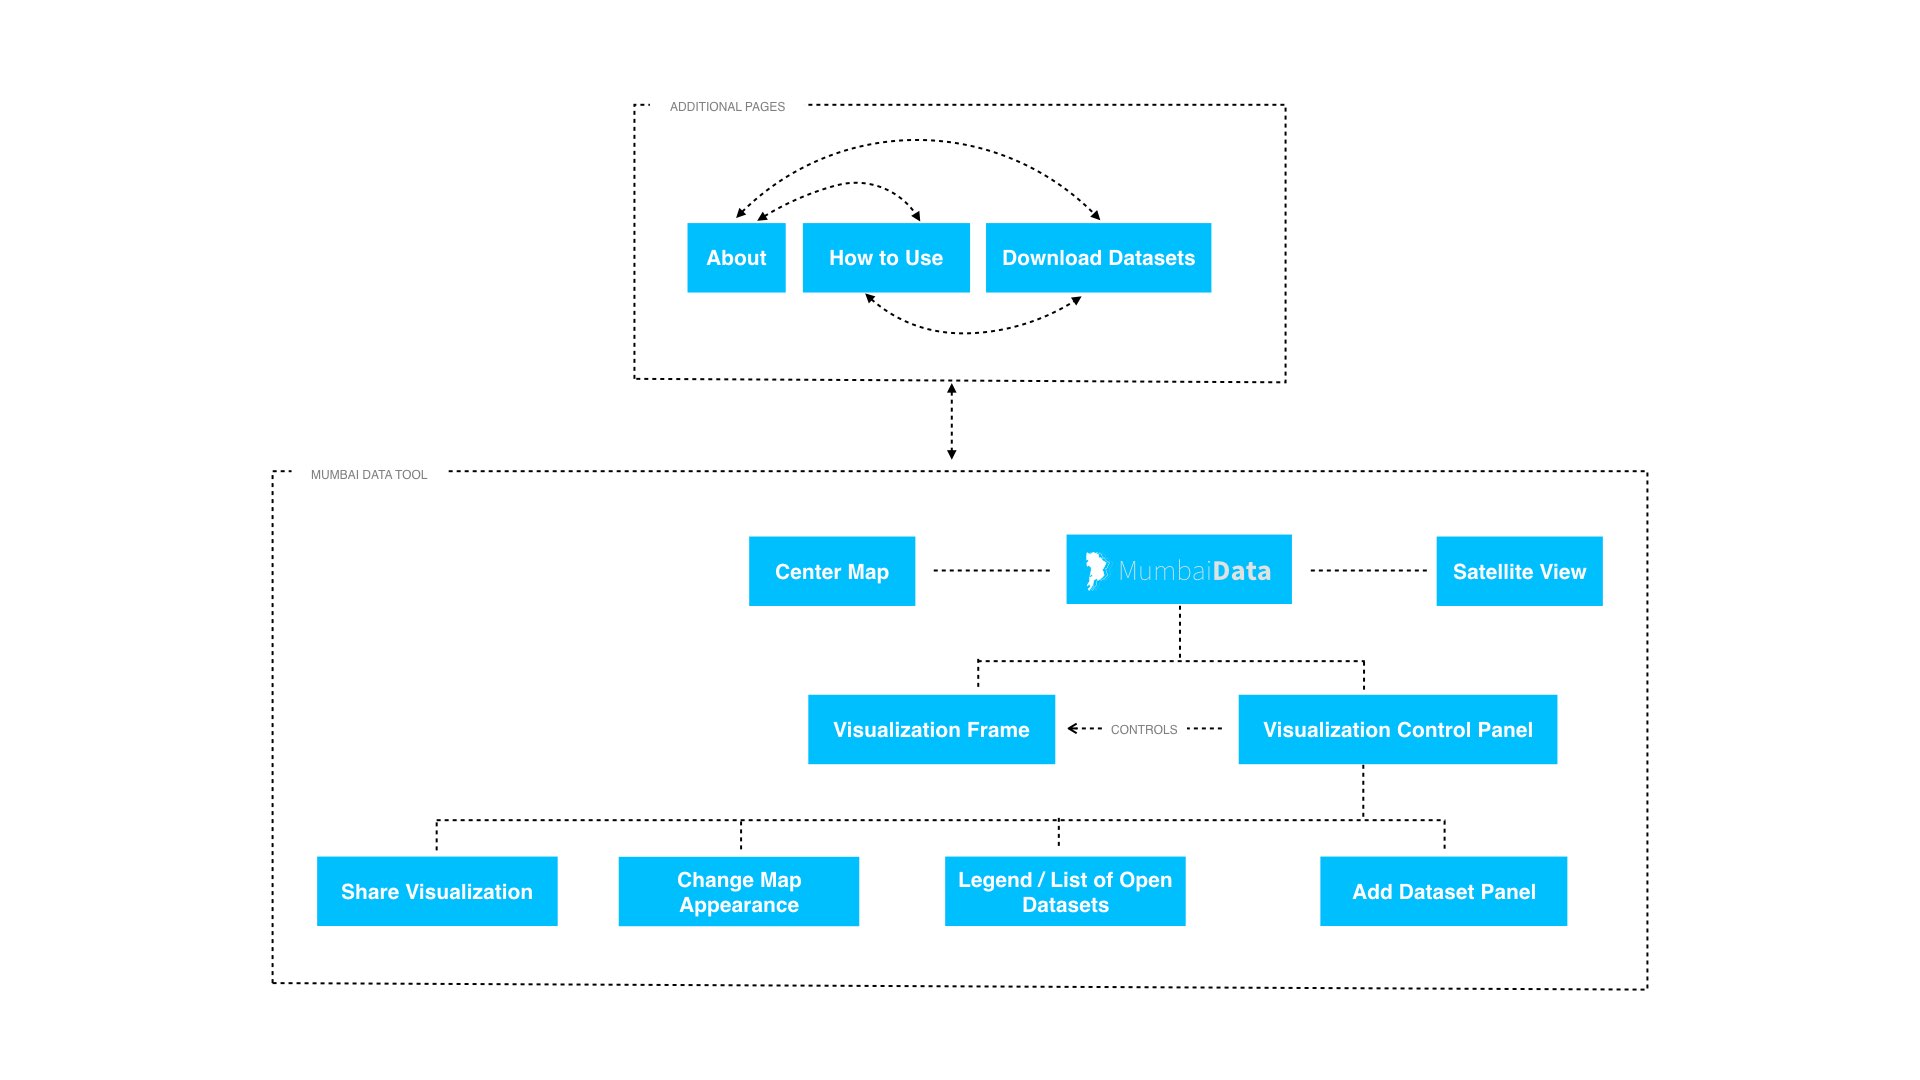 ADDITIONAL PAGES
About
How to Use
Download Datasets
MUMBAI DATA TOOL
Center Map
MumbaiData
Satellite View
Visualization Frame
CONTROLS
Visualization Control Panel
Share Visualization
Change Map
Appearance
Legend / List of Open
Datasets
Add Dataset Panel